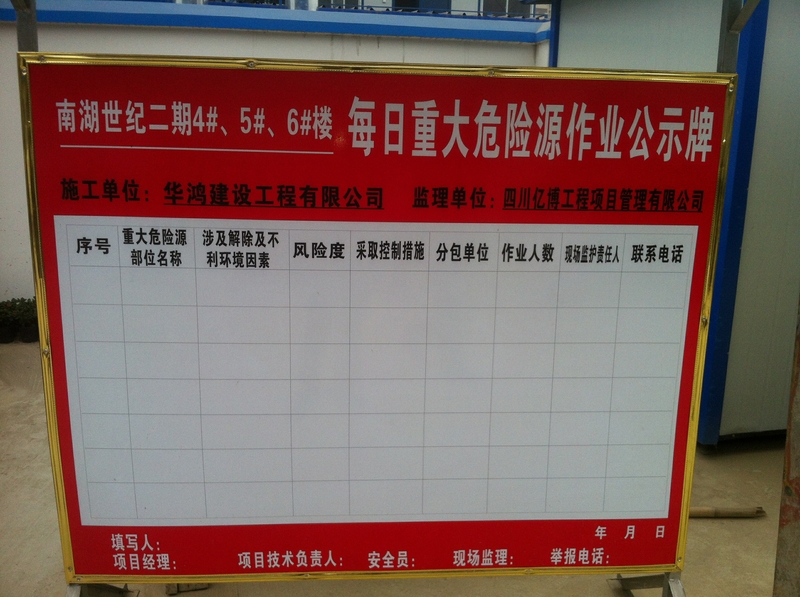 南湖世纪二期4#、5#、6#楼 每日重大危险源作业公示牌
施工单位：华鸿建设工程有限公司 监理单位：四川亿博工程项目管理有限公司
序号 重大危险源部位名称 涉及解除及不利环境因素 风险度 采取控制措施 分包单位 作业人数 现场监护责任人 联系电话
年 月 日
填写人：
项目经理： 项目技术负责人： 安全员： 现场监理： 举报电话：